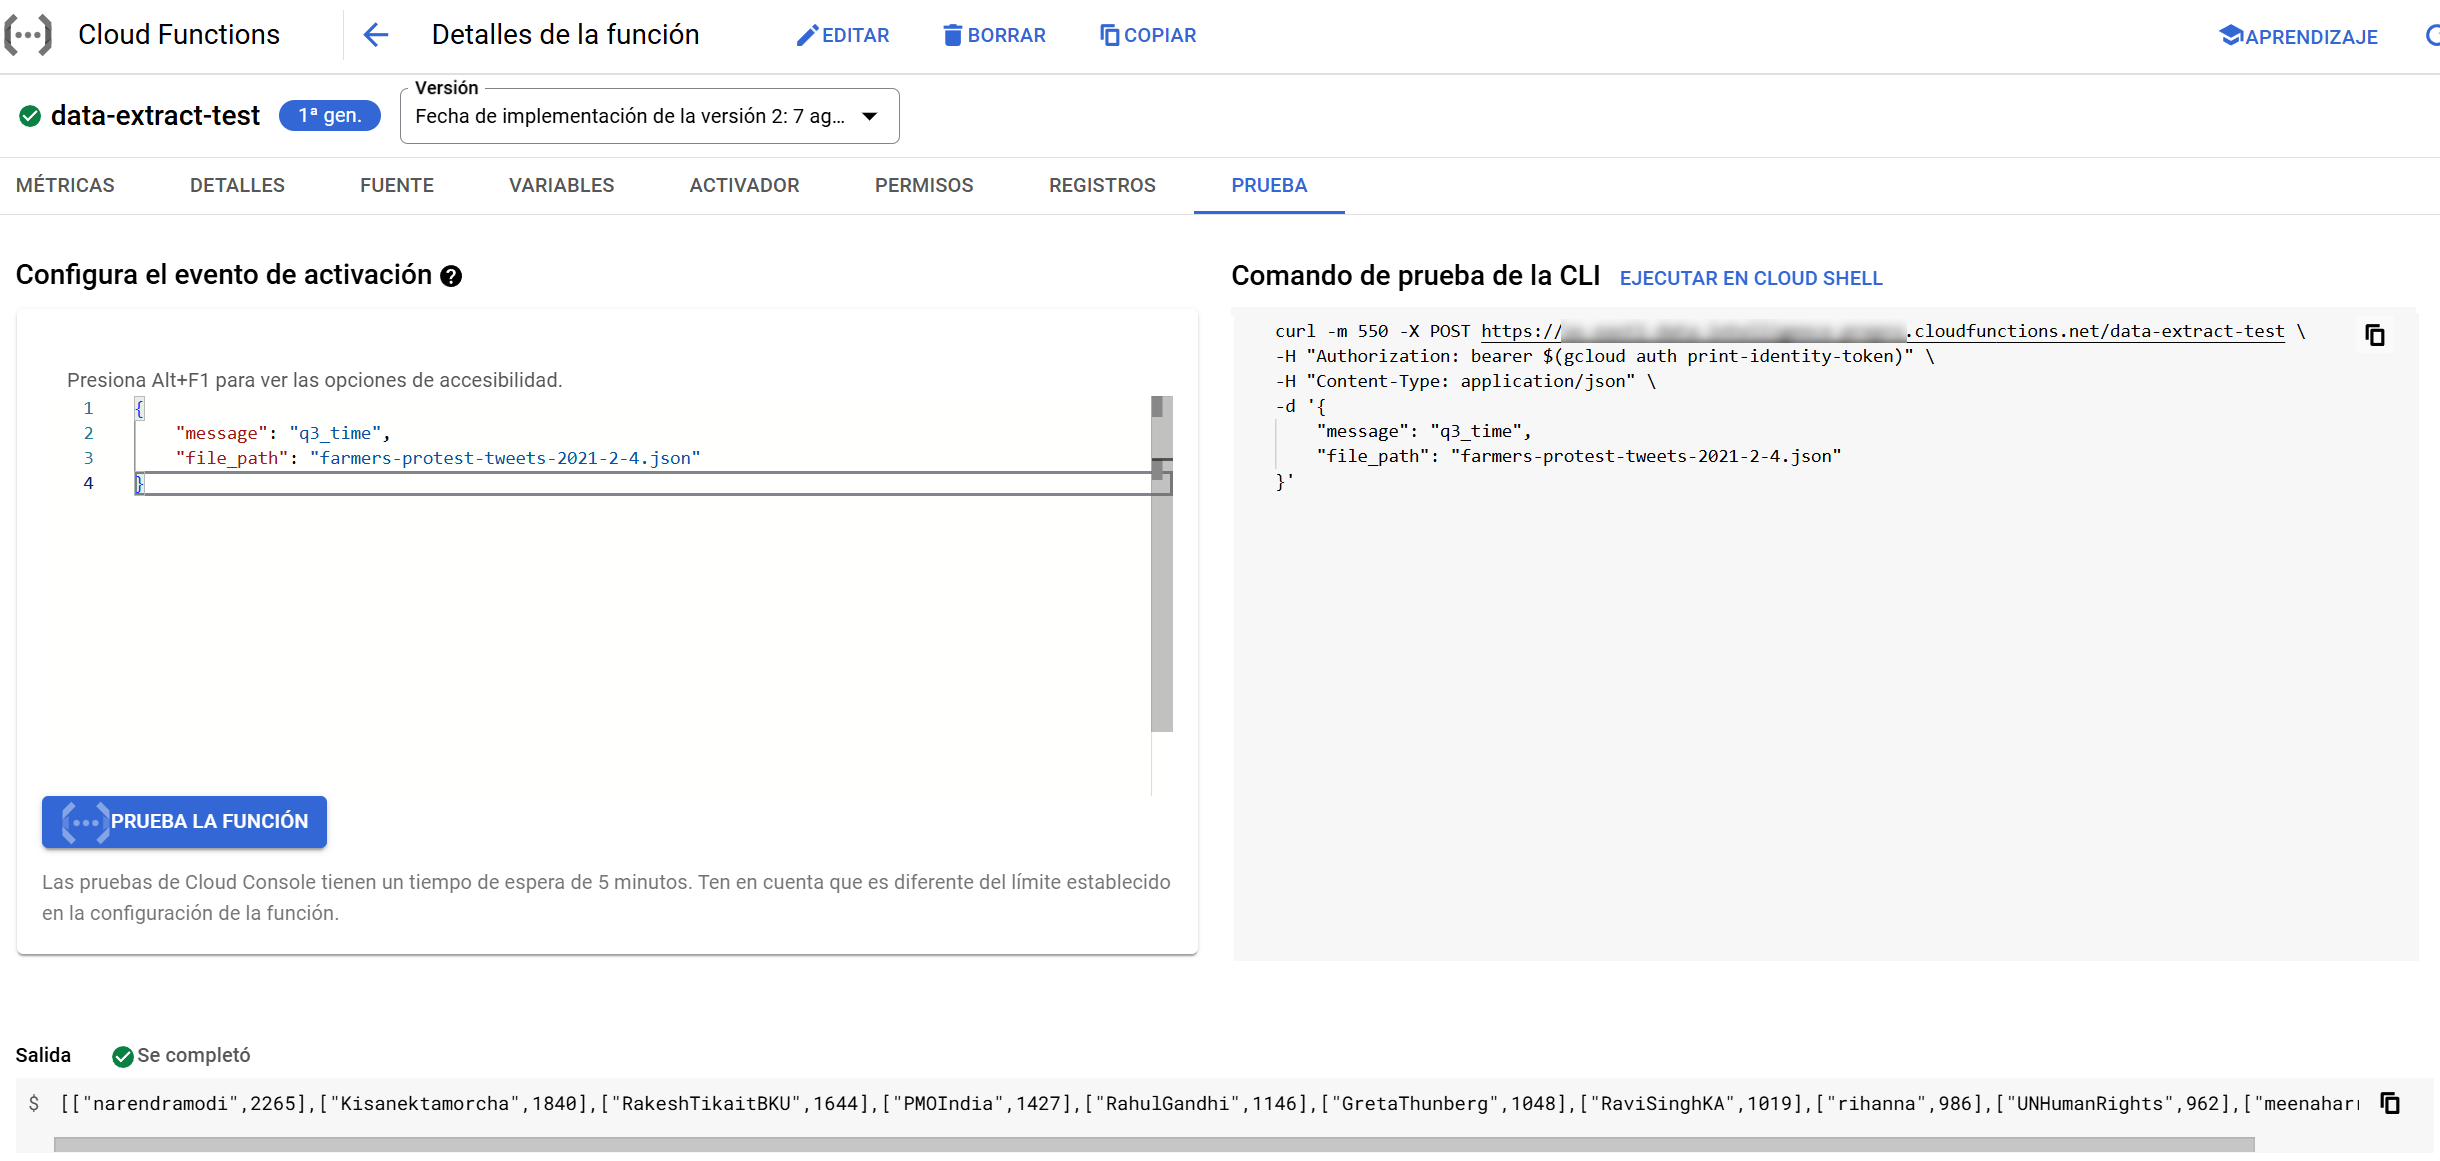 Cloud Functions
Detalles de la función
EDITAR
BORRAR
COPIAR
APRENDIZAJE
data-extract-test
1ª gen.
Versión
Fecha de implementación de la versión 2: 7 ag...
MÉTRICAS
DETALLES
FUENTE
VARIABLES
ACTIVADOR
PERMISOS
REGISTROS
PRUEBA
Configura el evento de activación
Presiona Alt+F1 para ver las opciones de accesibilidad.
1 {
2 "message": "q3_time",
3 "file_path": "farmers-protest-tweets-2021-2-4.json"
4 }
PRUEBA LA FUNCIÓN
Las pruebas de Cloud Console tienen un tiempo de espera de 5 minutos. Ten en cuenta que es diferente del límite establecido
en la configuración de la función.
Comando de prueba de la CLI
EJECUTAR EN CLOUD SHELL
curl -m 550 -X POST https:// .cloudfunctions.net/data-extract-test \
-H "Authorization: bearer $(gcloud auth print-identity-token)" \
-H "Content-Type: application/json" \
-d '{
"message": "q3_time",
"file_path": "farmers-protest-tweets-2021-2-4.json"
}'
Salida
Se completó
$ [["narendramodi",2265],["Kisanektamorcha",1840],["RakeshTikaitBKU",1644],["PMOIndia",1427],["RahulGandhi",1146],["GretaThunberg",1048],["RaviSinghKA",1019],["rihanna",986],["UNHumanRights",962],["meenahar